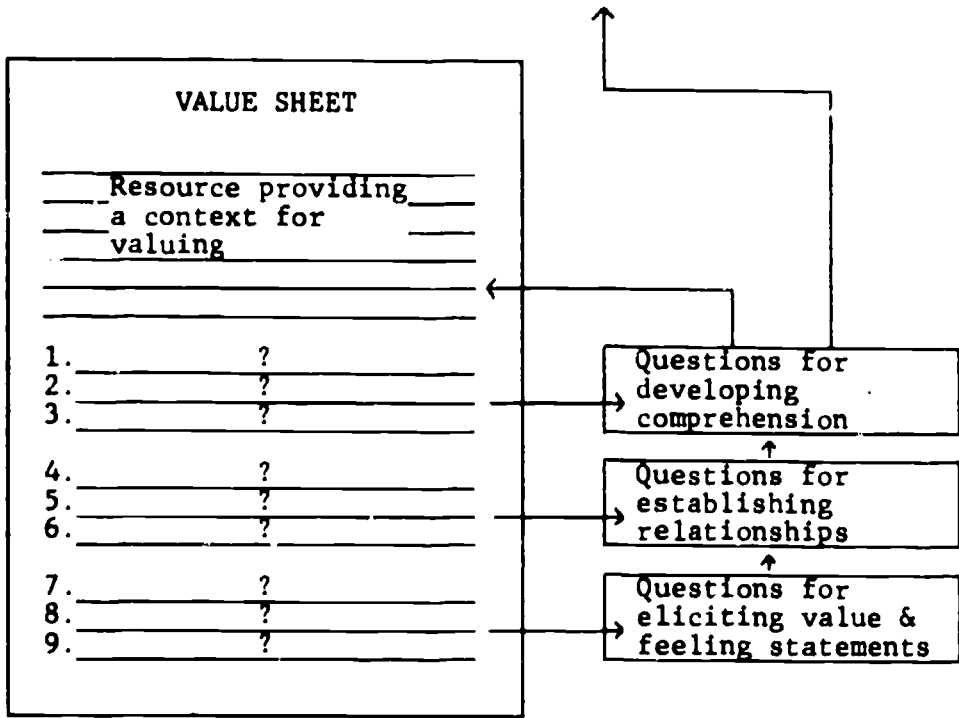 VALUE SHEET
Resource providing
a context for
valuing
1. ?
2. ?
3. ?
4. ?
5. ?
6. ?
7. ?
8. ?
9. ?
Questions for
developing
comprehension
Questions for
establishing
relationships
Questions for
eliciting value &
feeling statements